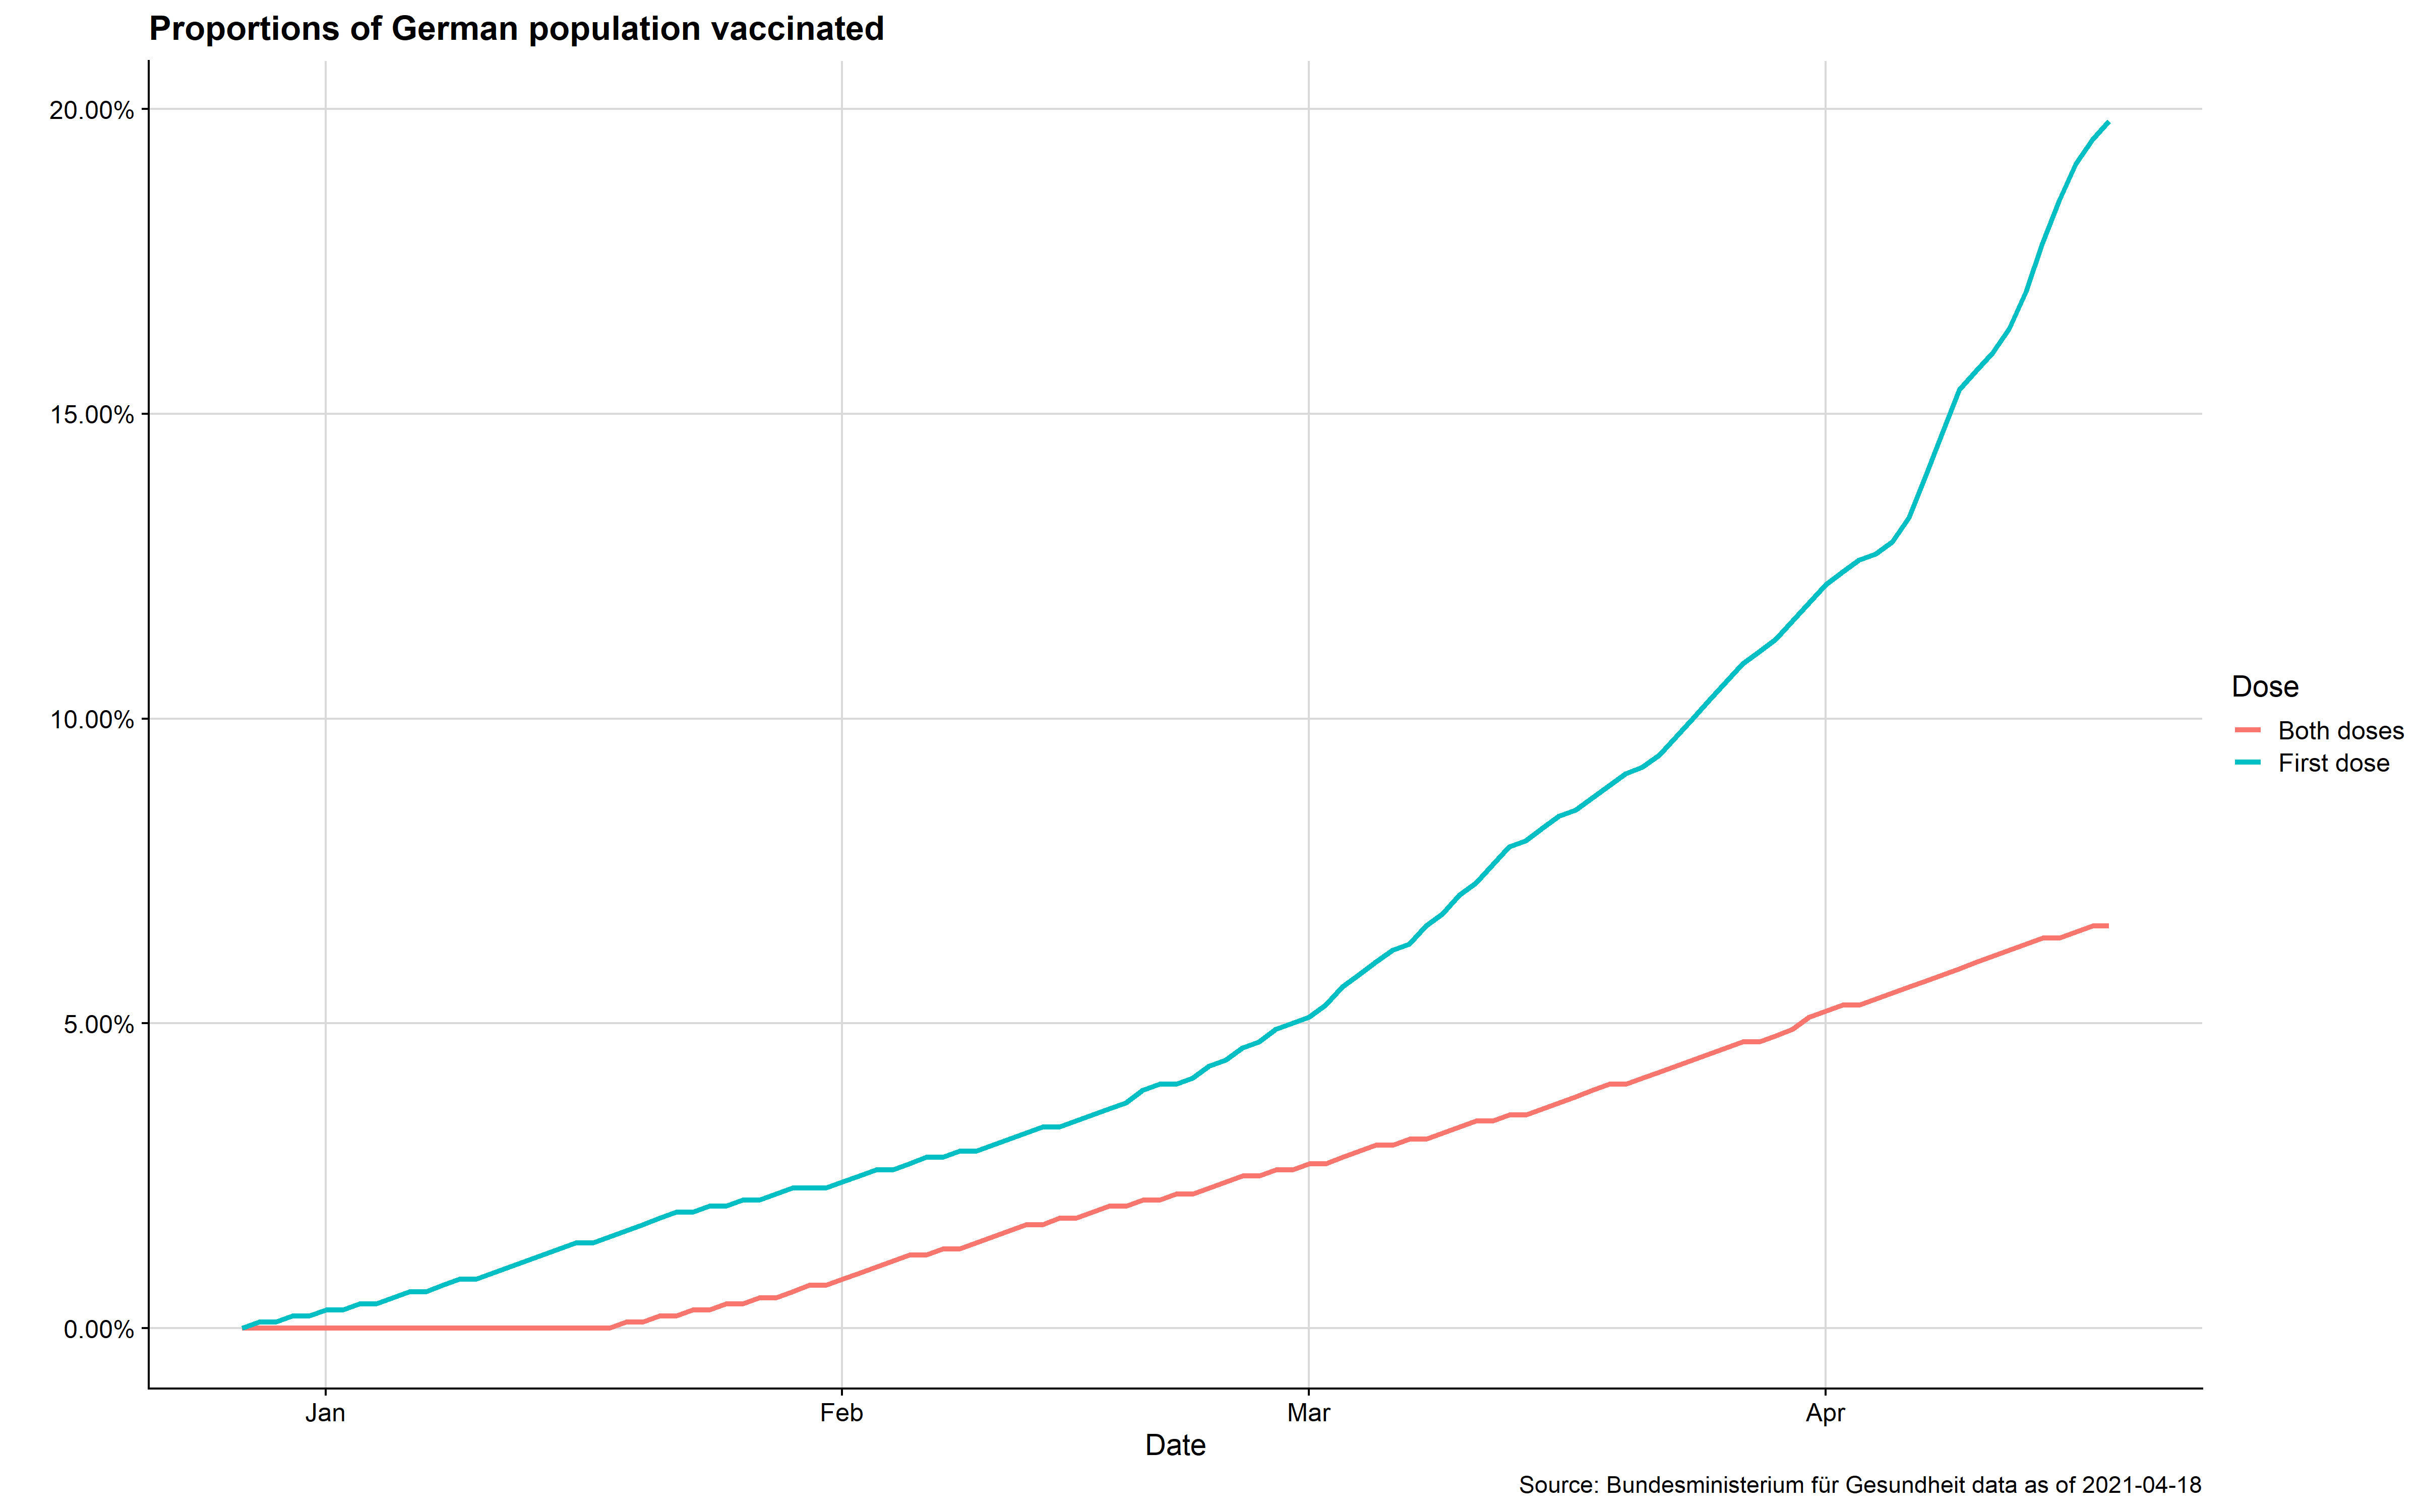 Proportions of German population vaccinated
20.00%
15.00%
10.00%
5.00%
0.00%
Jan
Feb
Mar
Apr
Date
Dose
Both doses
First dose
Source: Bundesministerium für Gesundheit data as of 2021-04-18